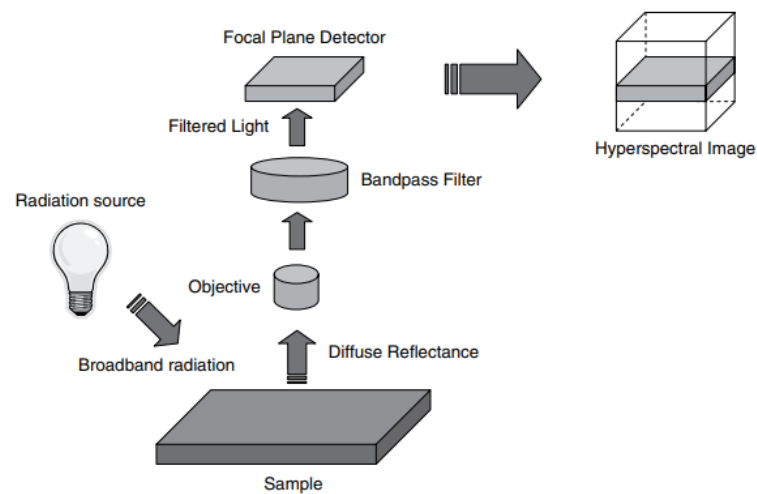 Focal Plane Detector
Filtered Light
Hyperspectral Image
Bandpass Filter
Radiation source
Objective
Diffuse Reflectance
Broadband radiation
Sample